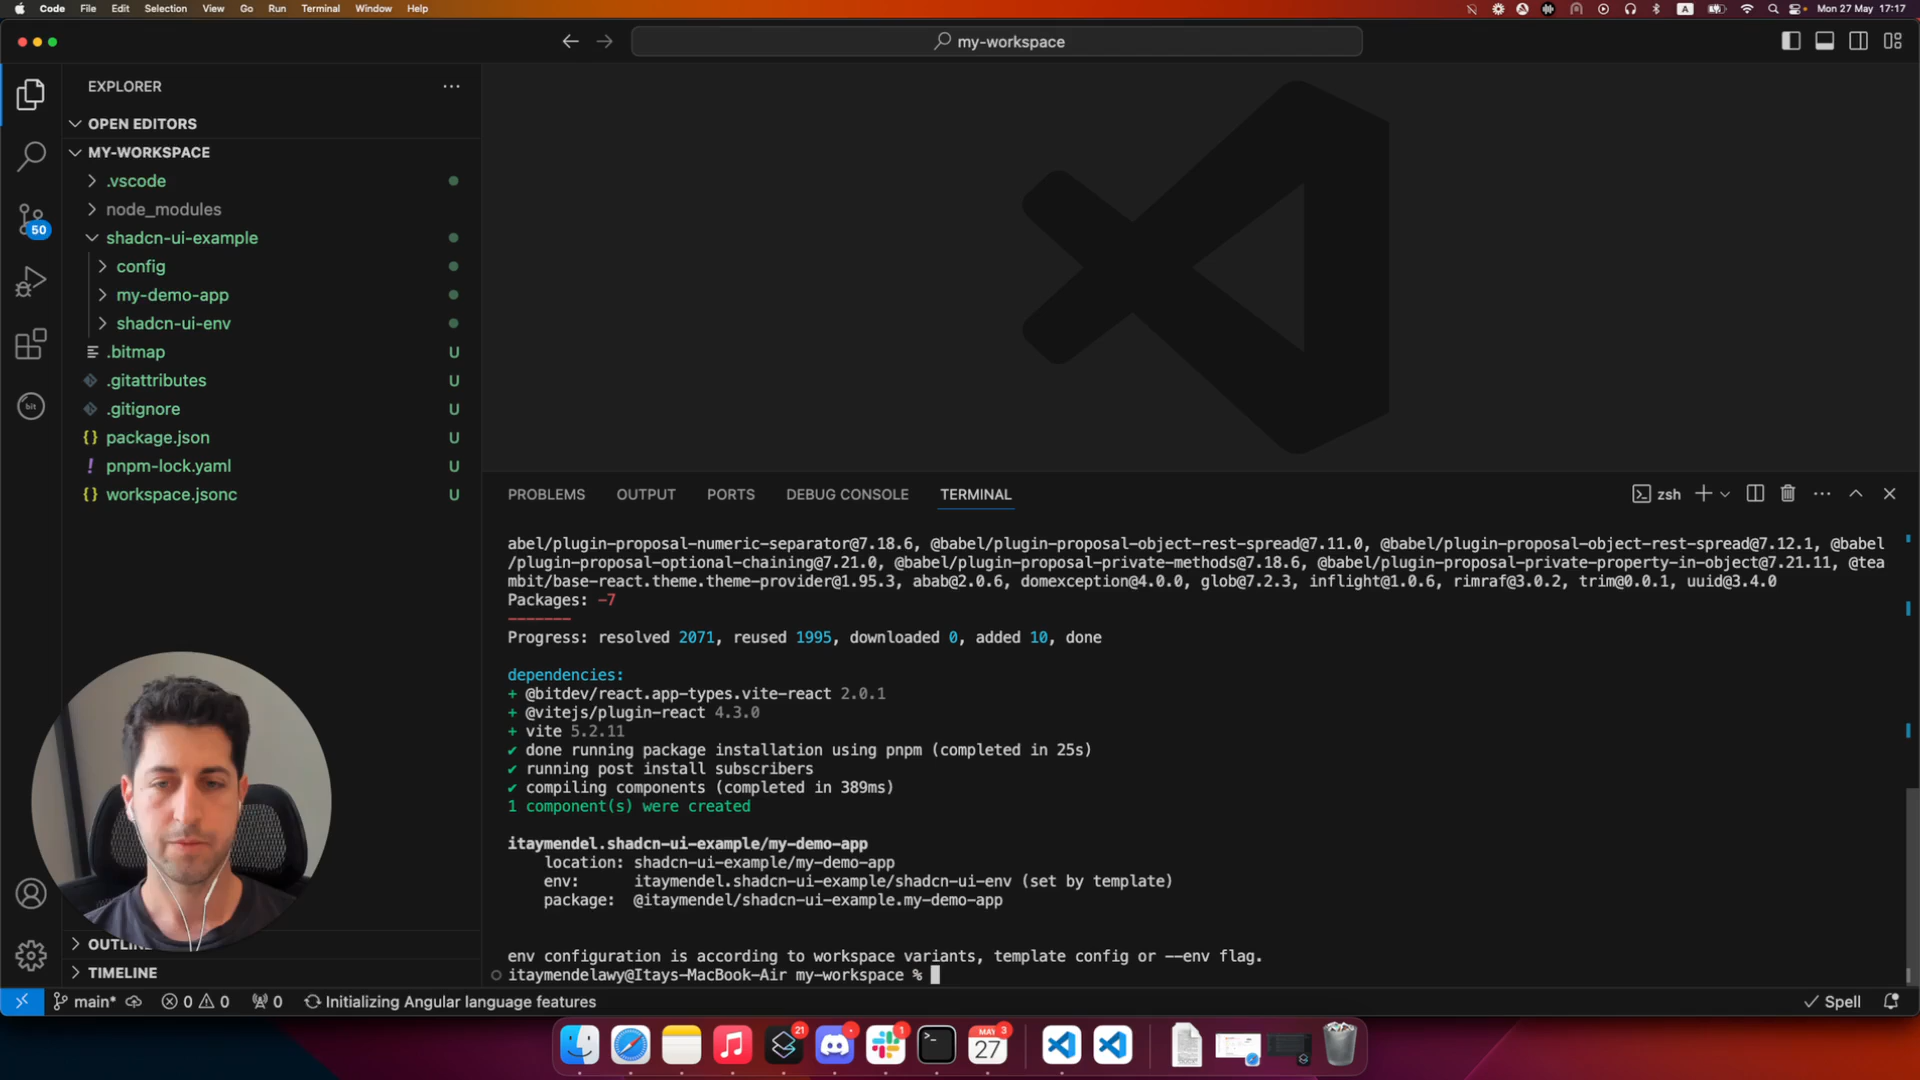 Code File Edit Selection View Go Run Terminal Window Help
A
Mon 27 May 17:17
my-workspace
EXPLORER
OPEN EDITORS
MY-WORKSPACE
.vscode
node_modules
50
shadcn-ui-example
config
my-demo-app
shadcn-ui-env
.bitmap U
.gitattributes U
bit
.gitignore U
{} package.json U
! pnpm-lock.yaml U
{} workspace.jsonc U
PROBLEMS OUTPUT PORTS DEBUG CONSOLE TERMINAL
zsh
abel/plugin-proposal-numeric-separator@7.18.6, @babel/plugin-proposal-object-rest-spread@7.11.0, @babel/plugin-proposal-object-rest-spread@7.12.1, @babel
/plugin-proposal-optional-chaining@7.21.0, @babel/plugin-proposal-private-methods@7.18.6, @babel/plugin-proposal-private-property-in-object@7.21.11, @tea
mbit/base-react.theme.theme-provider@1.95.3, abab@2.0.6, domexception@4.0.0, glob@7.2.3, inflight@1.0.6, rimraf@3.0.2, trim@0.0.1, uuid@3.4.0
Packages: -7
-------
Progress: resolved 2071, reused 1995, downloaded 0, added 10, done
dependencies:
+ @bitdev/react.app-types.vite-react 2.0.1
+ @vitejs/plugin-react 4.3.0
+ vite 5.2.11
✔ done running package installation using pnpm (completed in 25s)
✔ running post install subscribers
✔ compiling components (completed in 389ms)
1 component(s) were created
itaymendel.shadcn-ui-example/my-demo-app
location: shadcn-ui-example/my-demo-app
env: itaymendel.shadcn-ui-example/shadcn-ui-env (set by template)
package: @itaymendel/shadcn-ui-example.my-demo-app
env configuration is according to workspace variants, template config or --env flag.
itaymendelawy@Itays-MacBook-Air my-workspace %
TIMELINE
main* 0 0 0 Initializing Angular language features
Spell
21
1
MAY 3
27